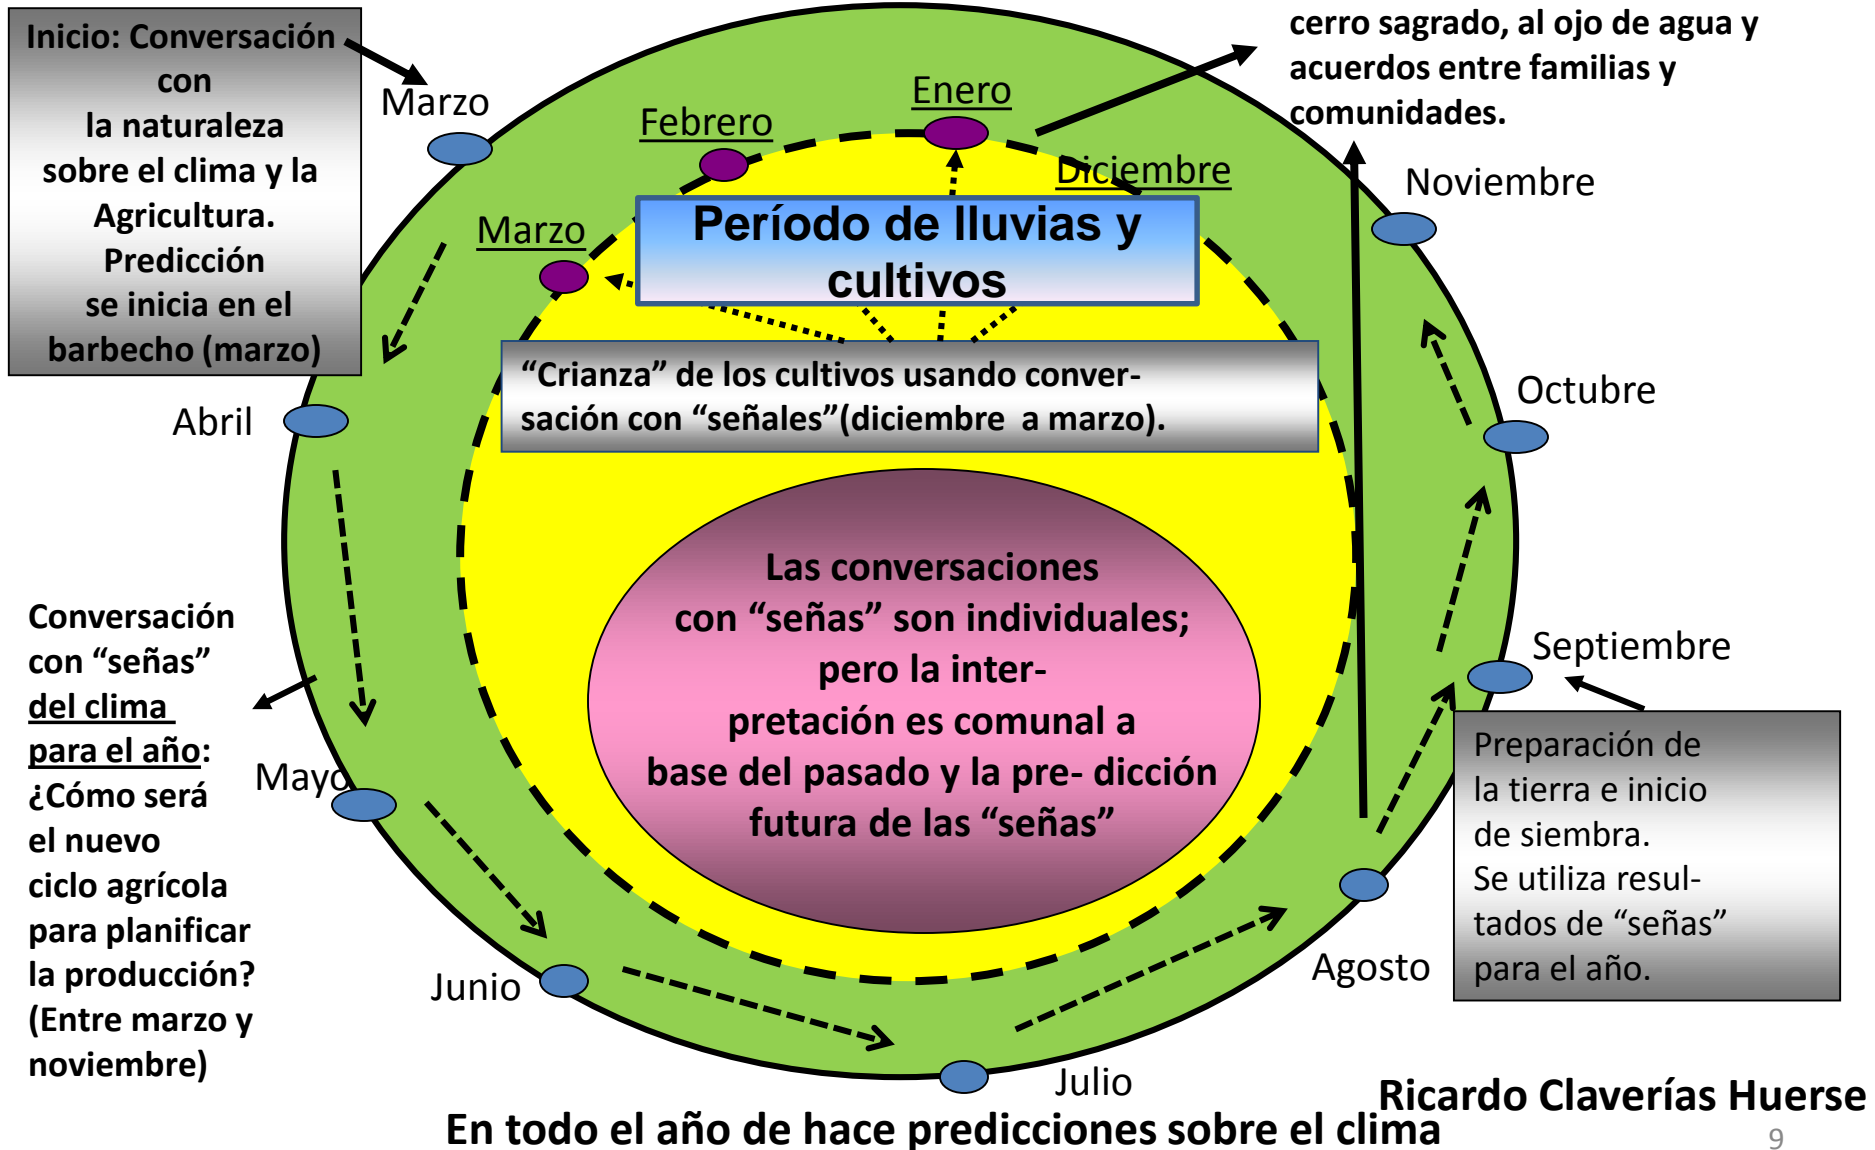 Inicio: Conversación
con
la naturaleza
sobre el clima y la
Agricultura.
Predicción
se inicia en el
barbecho (marzo)
cerro sagrado, al ojo de agua y
acuerdos entre familias y
comunidades.
Marzo
Febrero
Enero
Diciembre
Noviembre
Marzo
Período de lluvias y
cultivos
“Crianza” de los cultivos usando conver-
sación con “señales”(diciembre a marzo).
Abril
Octubre
Las conversaciones
con “señas” son individuales;
pero la inter-
pretación es comunal a
base del pasado y la pre- dicción
futura de las “señas”
Conversación
con “señas”
del clima
para el año:
¿Cómo será
el nuevo
ciclo agrícola
para planificar
la producción?
(Entre marzo y
noviembre)
Mayo
Septiembre
Preparación de
la tierra e inicio
de siembra.
Se utiliza resul-
tados de “señas”
para el año.
Junio
Agosto
Julio
Ricardo Claverías Huerse
En todo el año de hace predicciones sobre el clima
9